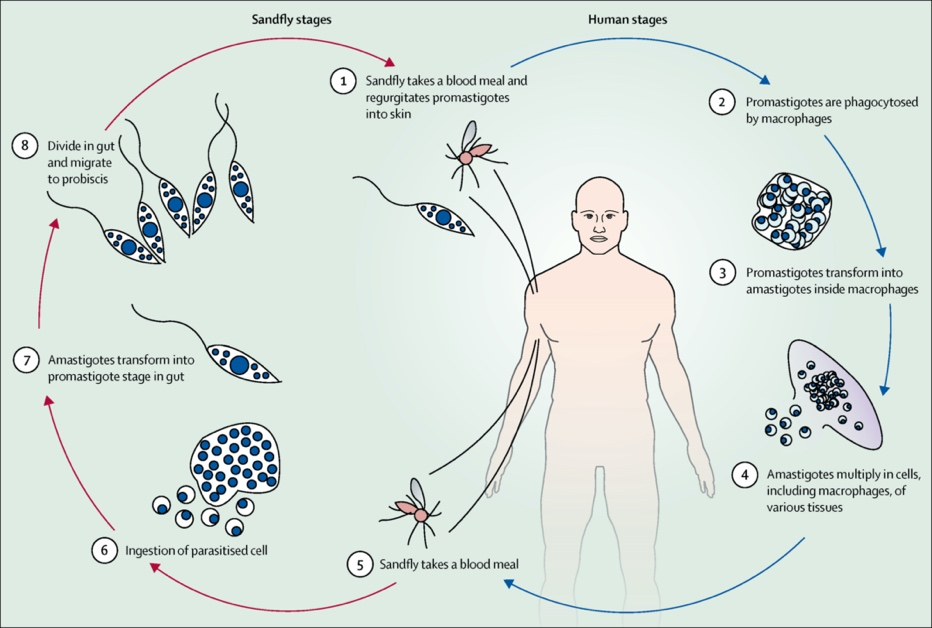 Sandfly stages
Human stages
1
Sandfly takes a blood meal and
regurgitates promastigotes
into skin
2
Promastigotes are phagocytosed
by macrophages
3
Promastigotes transform into
amastigotes inside macrophages
4
Amastigotes multiply in cells,
including macrophages, of
various tissues
5
Sandfly takes a blood meal
6
Ingestion of parasitised cell
7
Amastigotes transform into
promastigote stage in gut
8
Divide in gut
and migrate
to probiscis